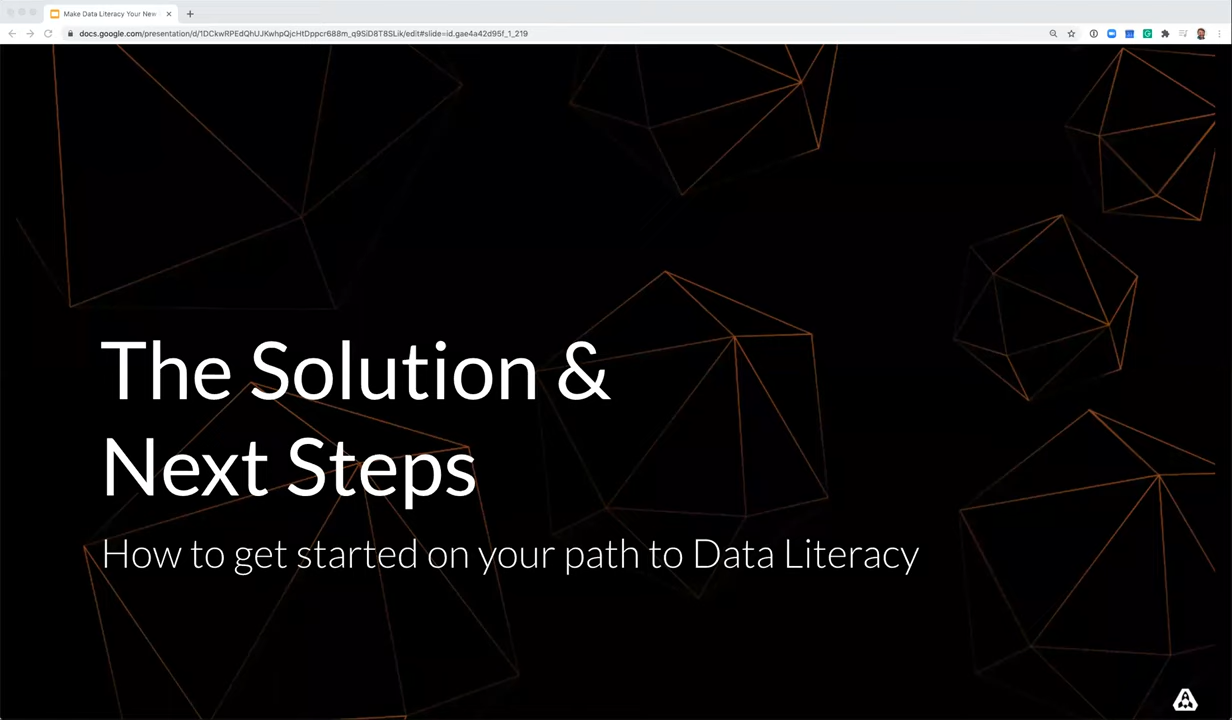 Make Data Literacy Your New
docs.google.com/presentation/d/1DCkwRPEdQhUJKwhpQjcHtDppcr688m_q9SiD8T8SLik/edit#slide=id.gae4a42d95f_1_219
The Solution &
Next Steps
How to get started on your path to Data Literacy